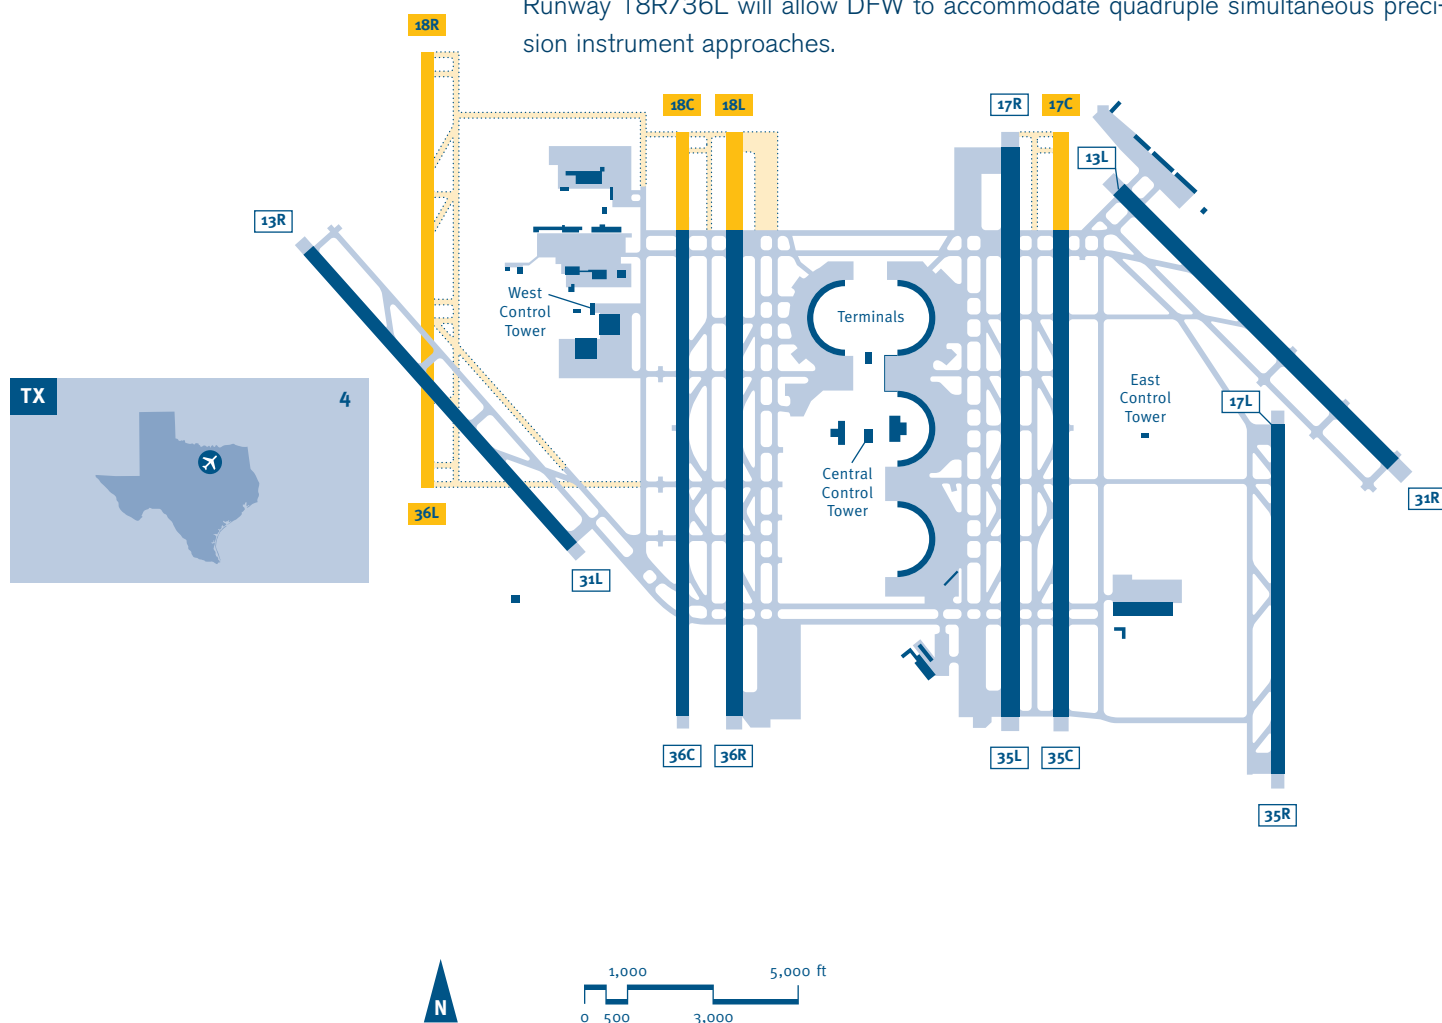 Runway 18R/36L will allow DFW to accommodate quadruple simultaneous preci-
sion instrument approaches.
18R
18C
18L
17R
17C
13L
13R
West
Control
Tower
Terminals
TX
4
East
Control
Tower
17L
Central
Control
Tower
31R
36L
31L
36C
36R
35L
35C
35R
N
1,000
5,000 ft
0
500
3,000